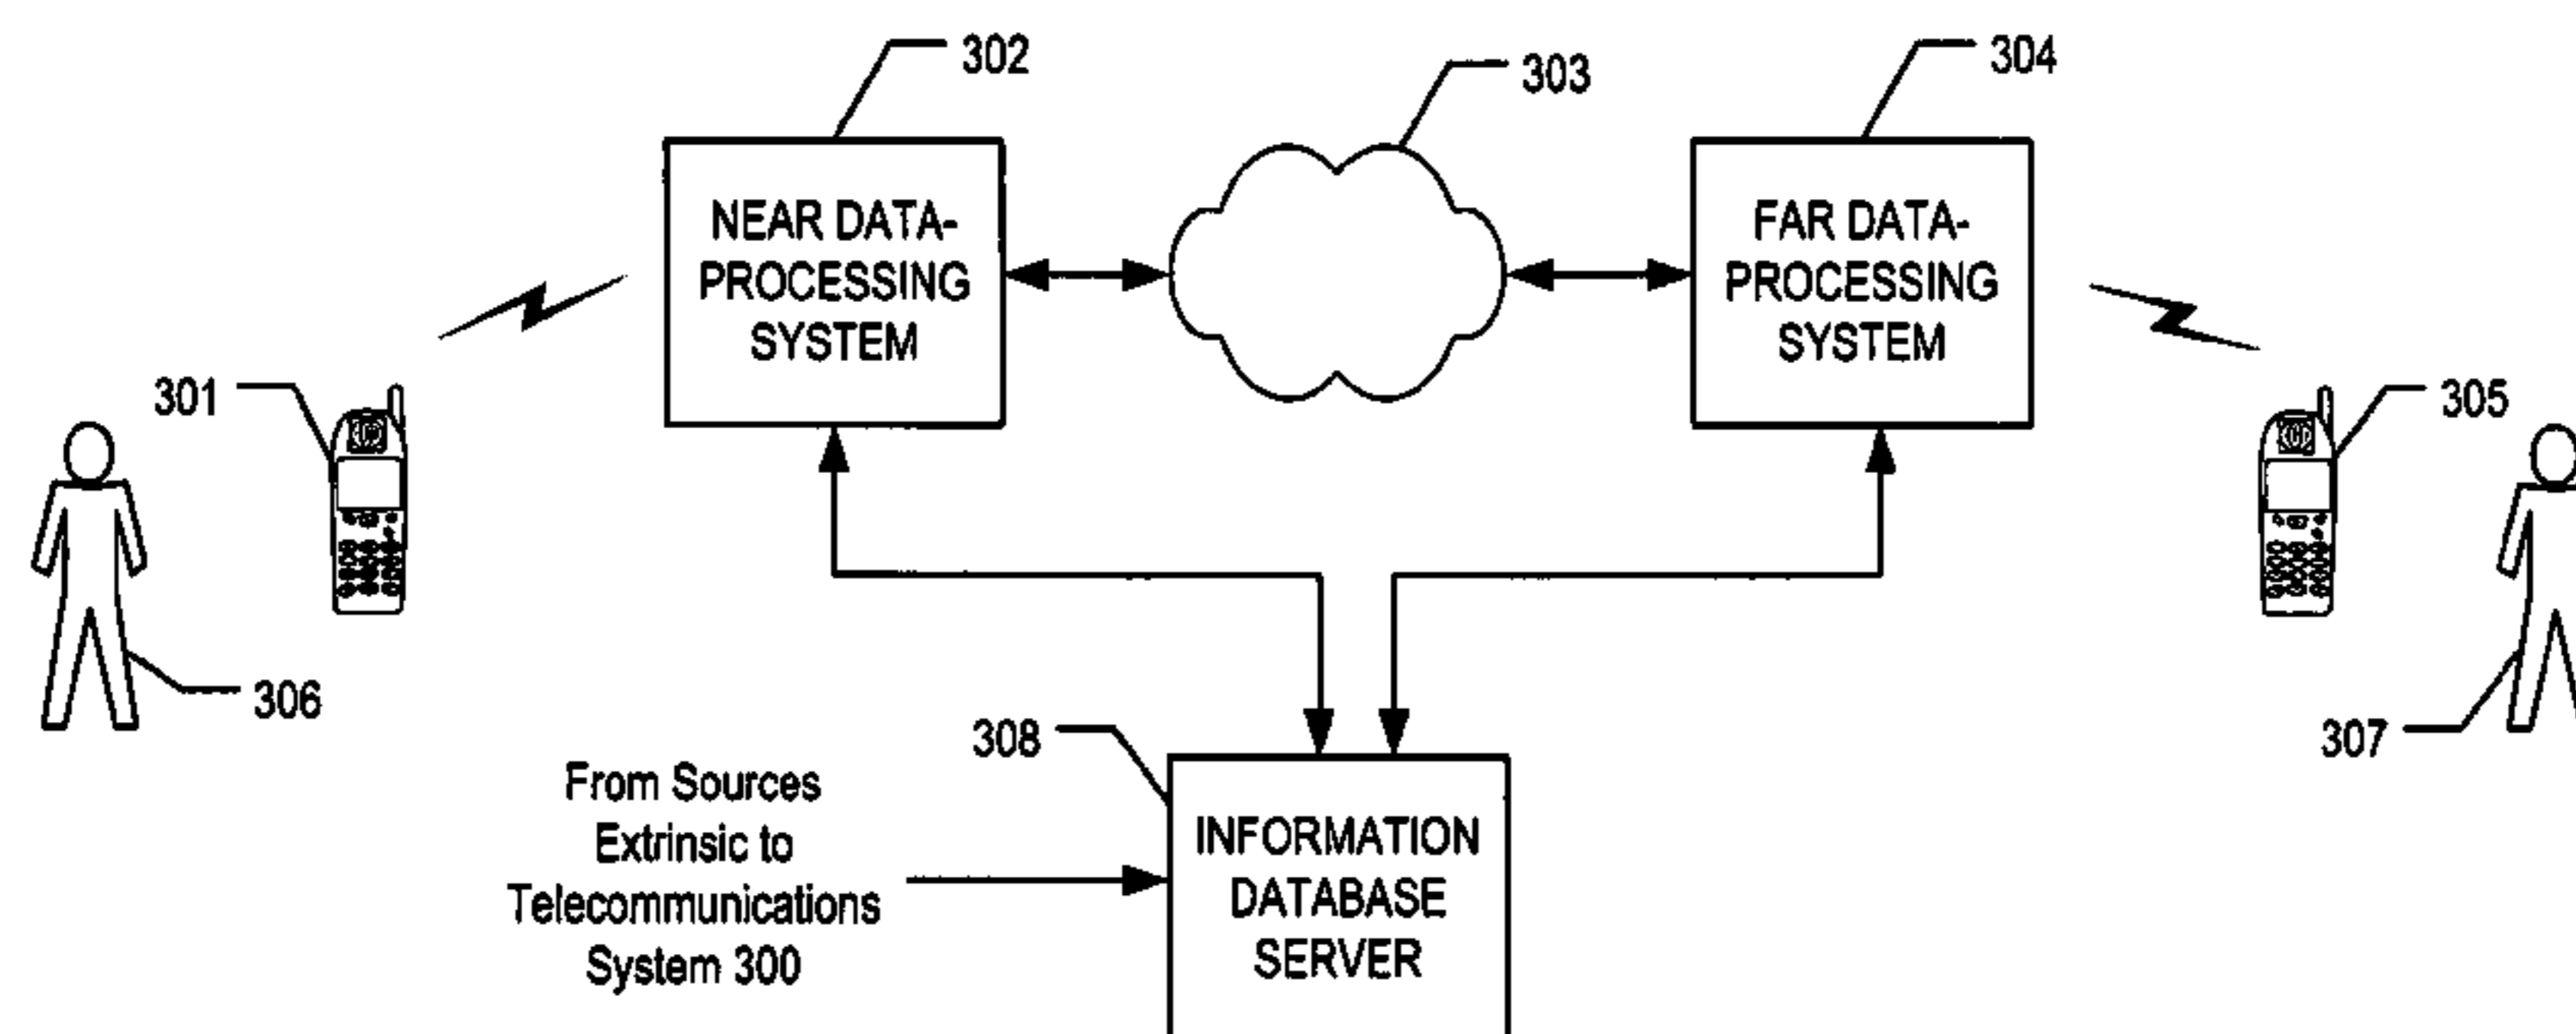 302
303
304
NEAR DATA-
PROCESSING
SYSTEM
FAR DATA-
PROCESSING
SYSTEM
301
305
306
307
308
From Sources
Extrinsic to
Telecommunications
System 300
INFORMATION
DATABASE
SERVER